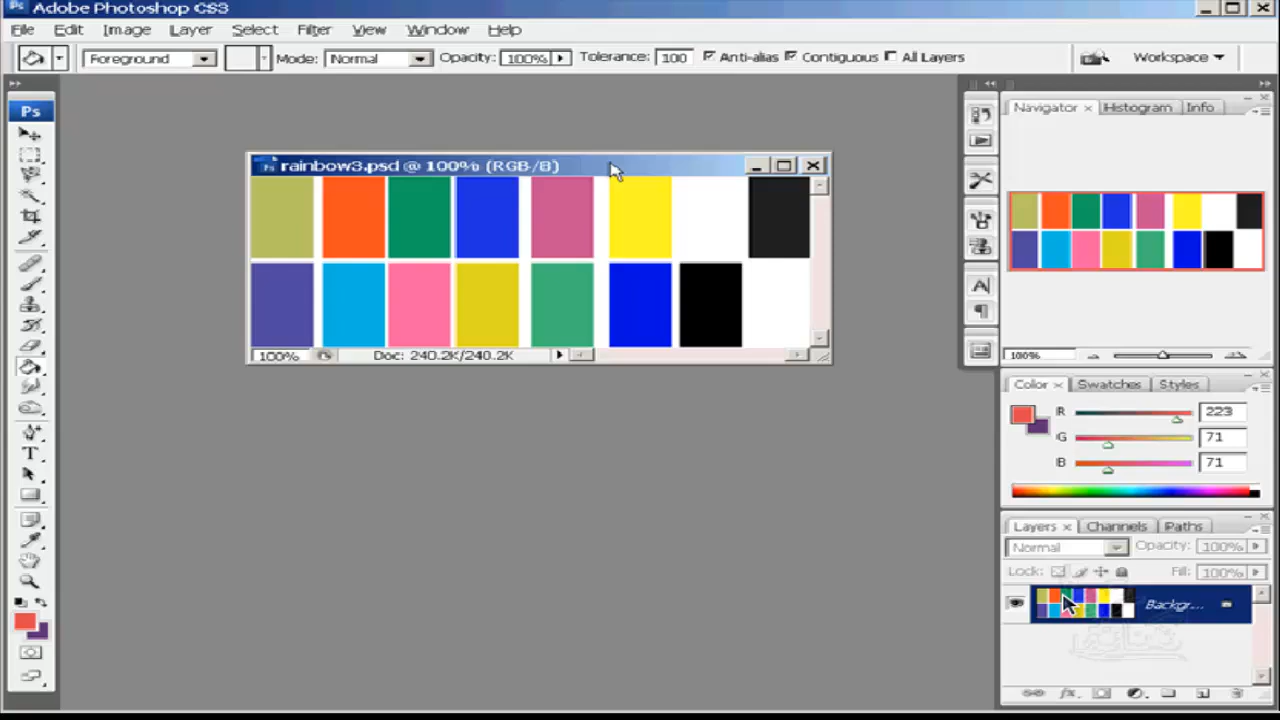 Adobe Photoshop CS3
File Edit Image Layer Select Filter View Window Help
Foreground Mode: Normal Opacity: 100% Tolerance: 100 Anti-alias Contiguous All Layers Workspace
Ps
rainbow3.psd @ 100% (RGB/8)
100% Doc: 240.2K/240.2K
Navigator × Histogram Info
100%
Color × Swatches Styles
R 223
G 71
B 71
Layers × Channels Paths
Normal Opacity: 100%
Lock: Fill: 100%
Backgr...
T
A
fx